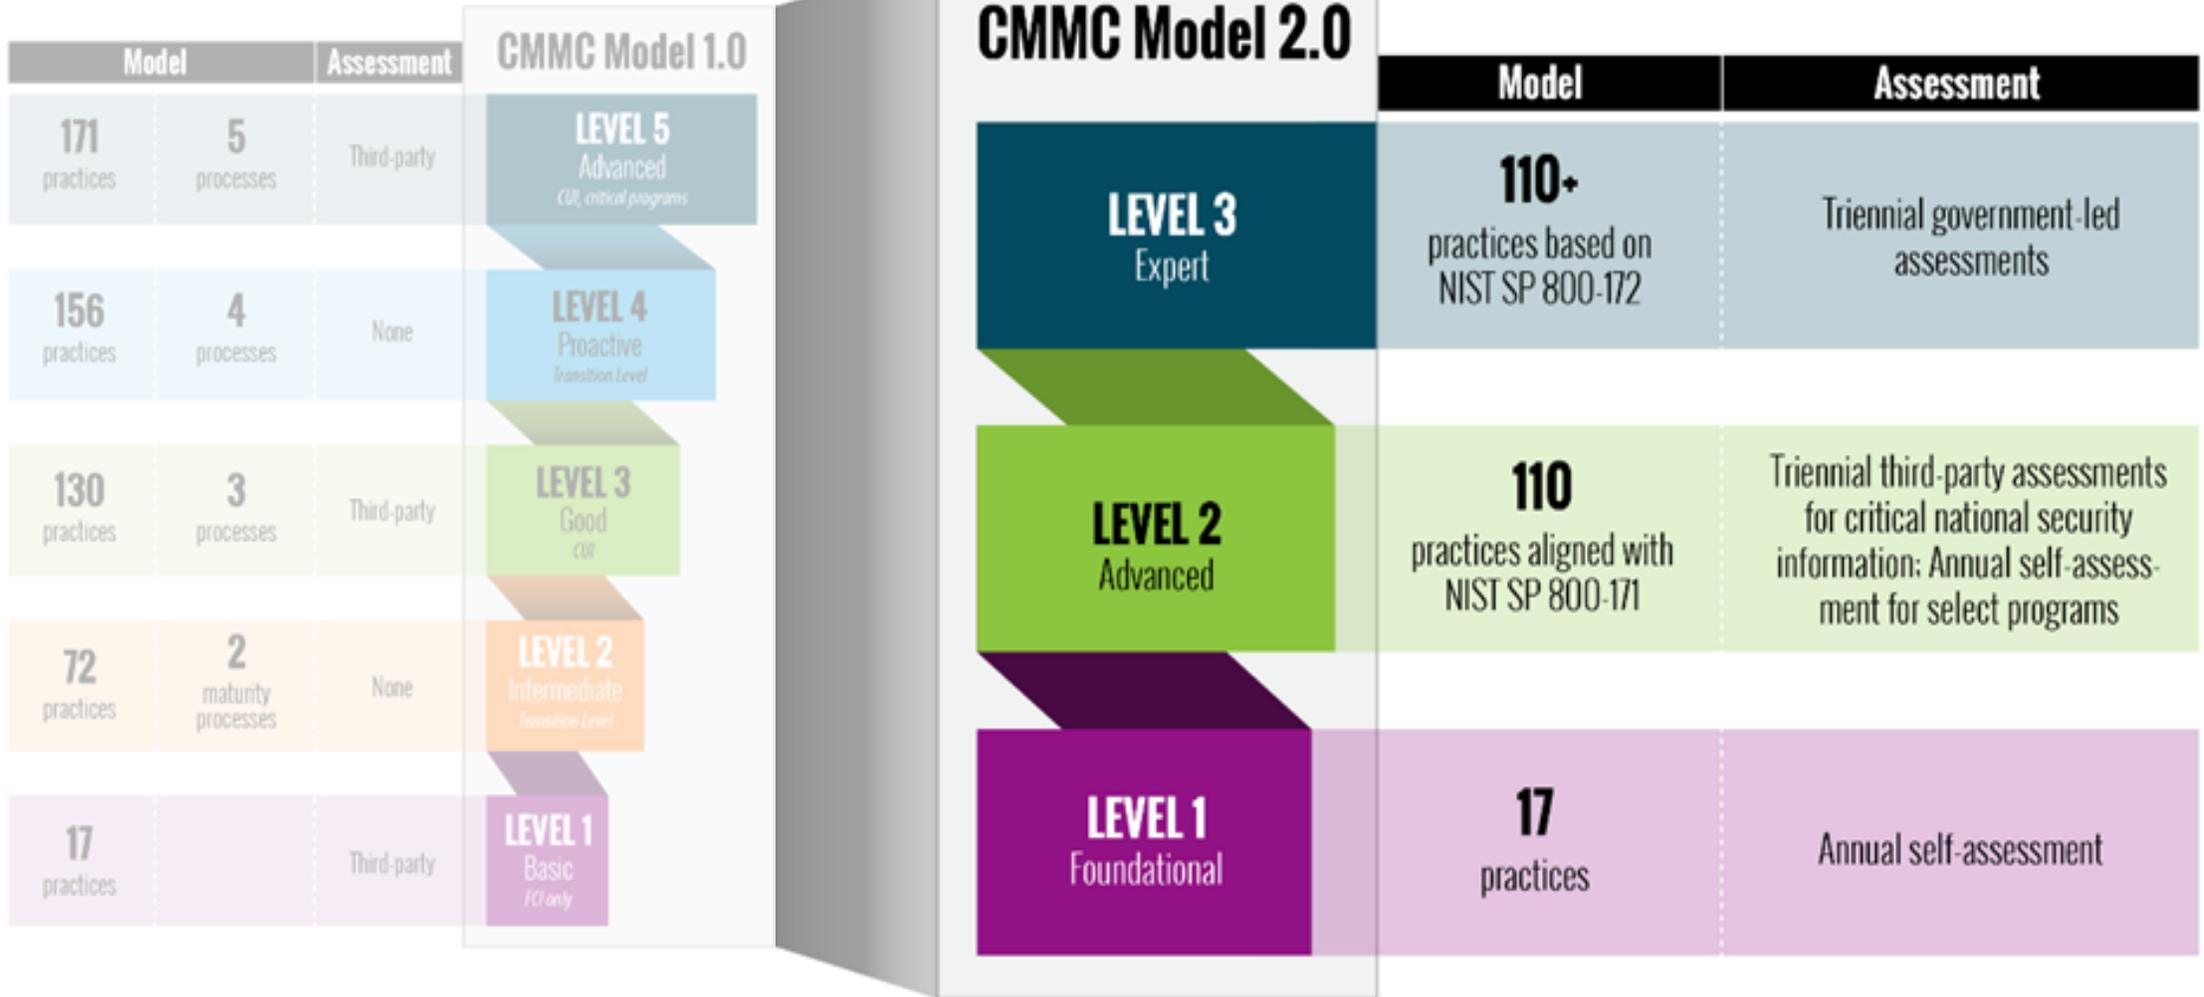 CMMC Model 1.0
Model
Assessment
171
practices
5
processes
Third-party
LEVEL 5
Advanced
CUI, critical programs
156
practices
4
processes
None
LEVEL 4
Proactive
Transition Level
130
practices
3
processes
Third-party
LEVEL 3
Good
CUI
72
practices
2
maturity
processes
None
LEVEL 2
Intermediate
Transition Level
17
practices
Third-party
LEVEL 1
Basic
FCI only
CMMC Model 2.0
Model
Assessment
LEVEL 3
Expert
110+
practices based on
NIST SP 800-172
Triennial government-led
assessments
LEVEL 2
Advanced
110
practices aligned with
NIST SP 800-171
Triennial third-party assessments
for critical national security
information; Annual self-assess-
ment for select programs
LEVEL 1
Foundational
17
practices
Annual self-assessment